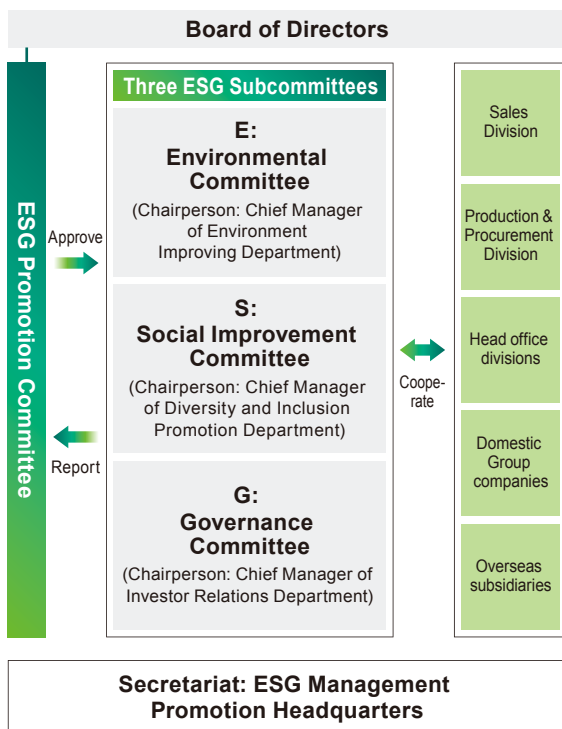 Board of Directors
ESG Promotion Committee
Approve
Report
Three ESG Subcommittees
E:
Environmental
Committee
(Chairperson: Chief Manager
of Environment
Improving Department)
S:
Social Improvement
Committee
(Chairperson: Chief Manager
of Diversity and Inclusion
Promotion Department)
G:
Governance
Committee
(Chairperson: Chief Manager of
Investor Relations Department)
Coope-
rate
Sales
Division
Production &
Procurement
Division
Head office
divisions
Domestic
Group
companies
Overseas
subsidiaries
Secretariat: ESG Management
Promotion Headquarters